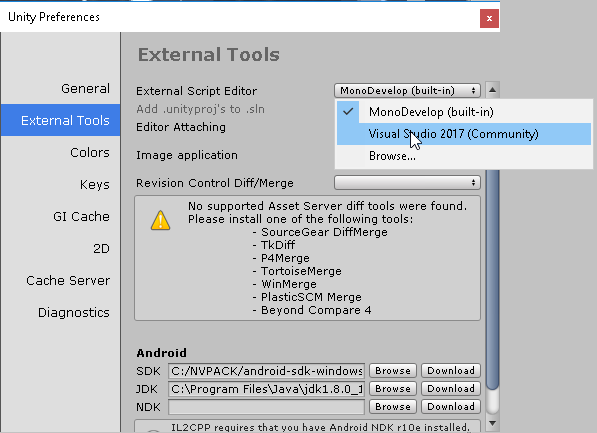 Unity Preferences
x
External Tools
General
External Tools
Colors
Keys
GI Cache
2D
Cache Server
Diagnostics
External Script Editor
MonoDevelop (built-in)
MonoDevelop (built-in)
Visual Studio 2017 (Community)
Browse...
Add .unityproj's to .sln
Editor Attaching
Image application
Revision Control Diff/Merge
No supported Asset Server diff tools were found.
Please install one of the following tools:
- SourceGear DiffMerge
- TkDiff
- P4Merge
- TortoiseMerge
- WinMerge
- PlasticSCM Merge
- Beyond Compare 4
Android
SDK C:/NVPACK/android-sdk-windows Browse Download
JDK C:\Program Files\Java\jdk1.8.0_1 Browse Download
NDK Browse Download
IL2CPP requires that you have Android NDK r10e installed.